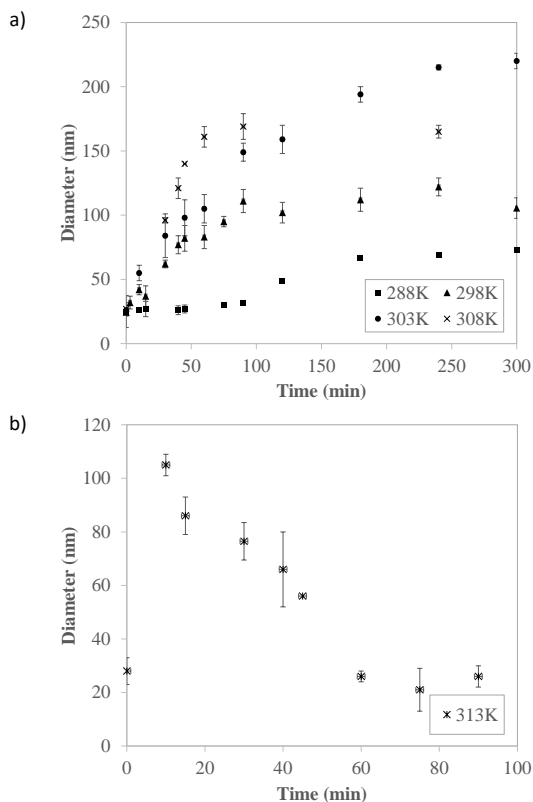 a)
250
200
150
100
50
0
Diameter (nm)
288K 298K
303K 308K
0 50 100 150 200 250 300
Time (min)
b)
120
100
80
60
40
20
0
Diameter (nm)
313K
0 20 40 60 80 100
Time (min)